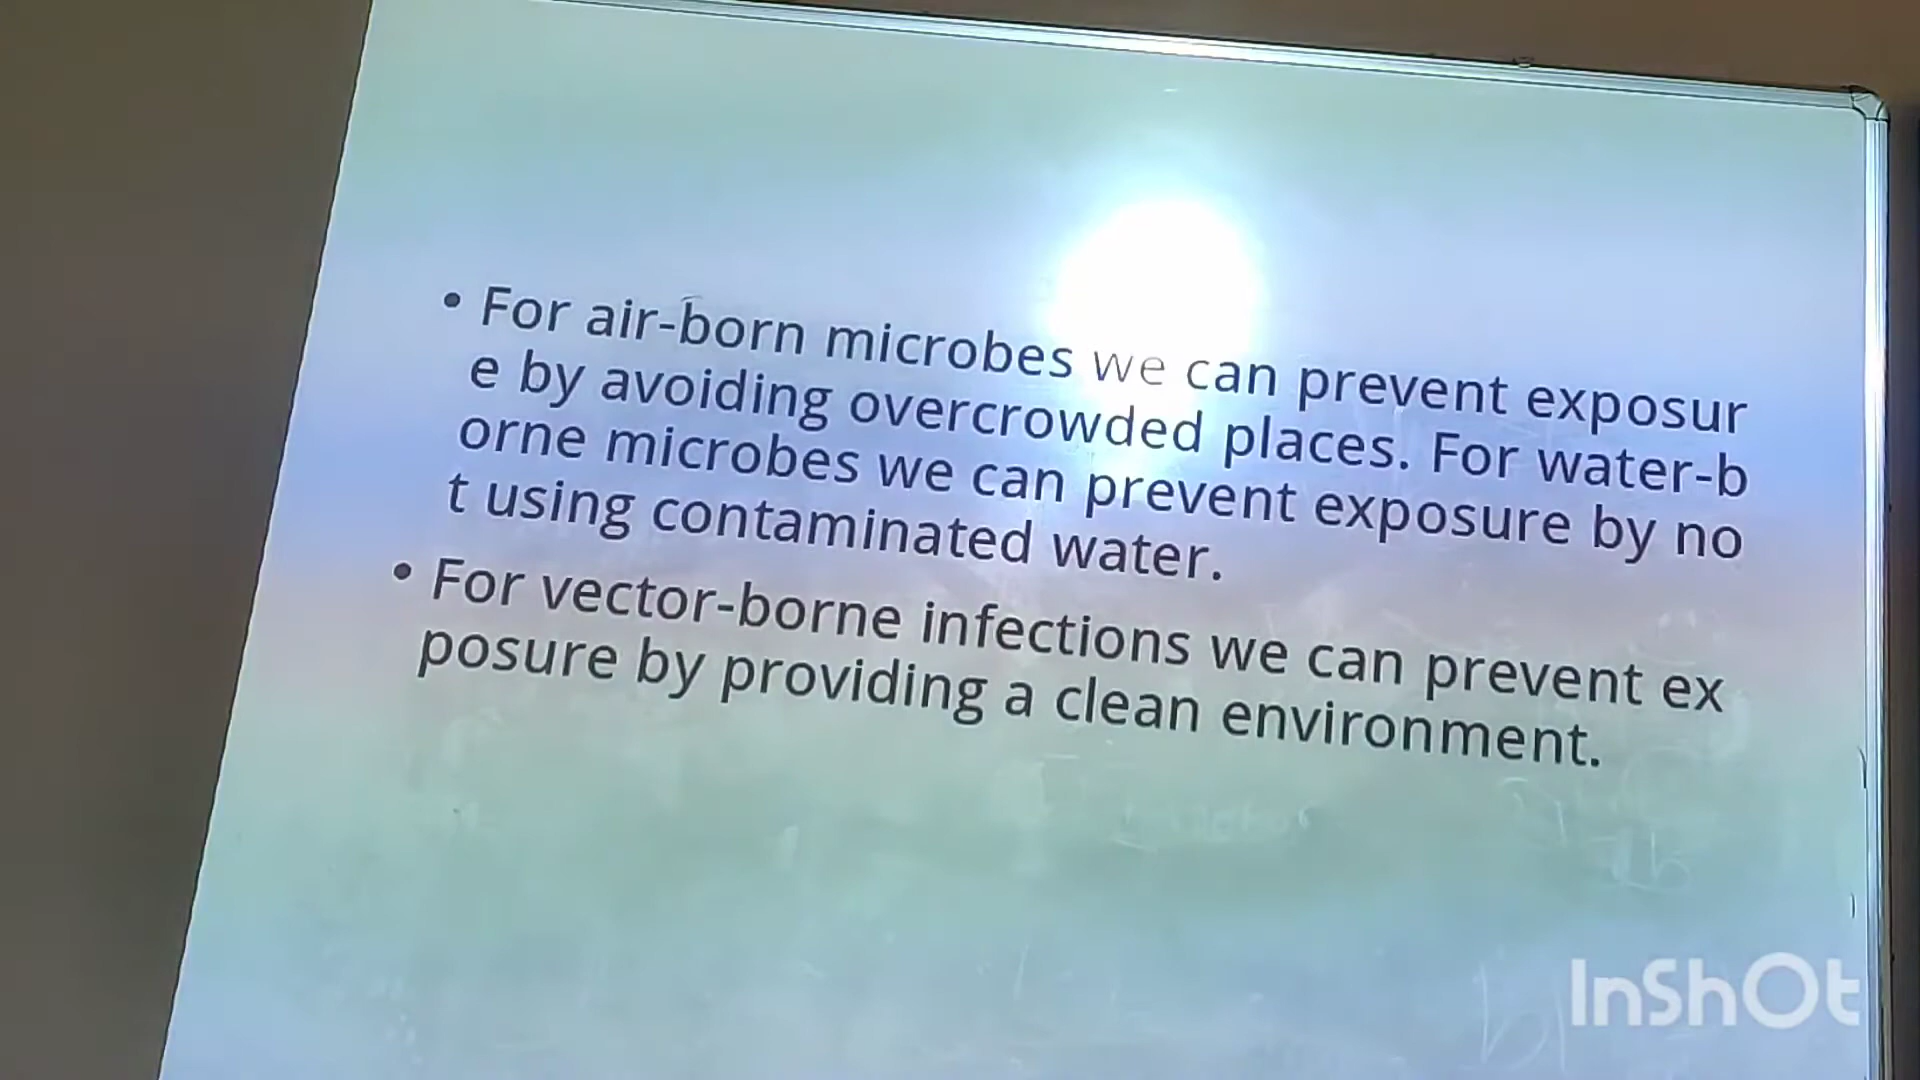 • For air-born microbes we can prevent exposur
e by avoiding overcrowded places. For water-b
orne microbes we can prevent exposure by no
t using contaminated water.
• For vector-borne infections we can prevent ex
posure by providing a clean environment.
InShOt